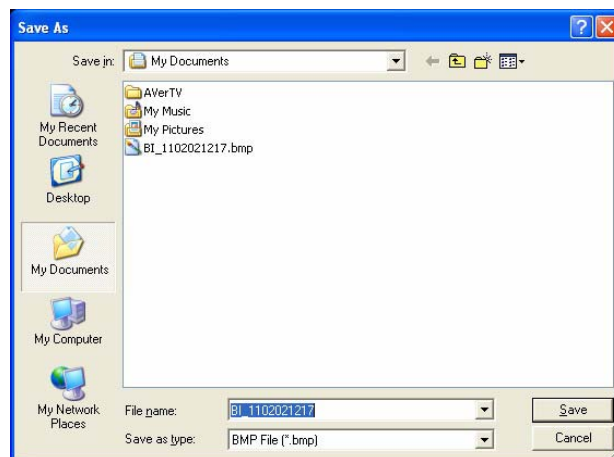 Save As
Save in:
My Documents
My Recent
Documents
Desktop
My Documents
My Computer
My Network
Places
AVerTV
My Music
My Pictures
BI_1102021217.bmp
File name:
BI_1102021217
Save
Save as type:
BMP File (*.bmp)
Cancel